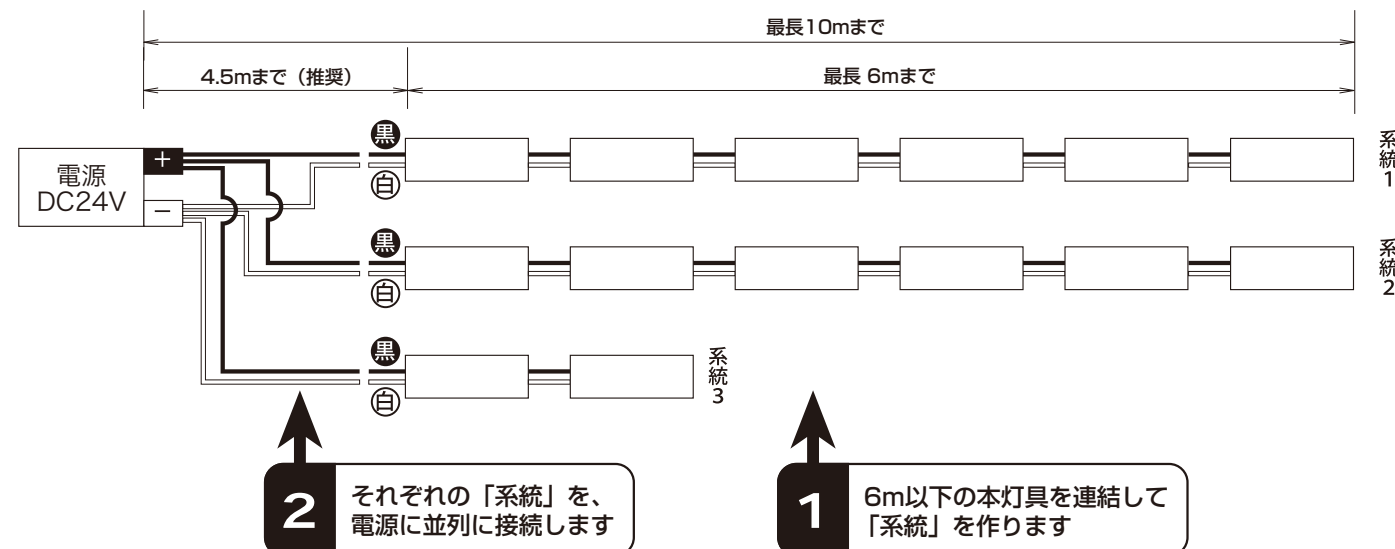 最長10mまで
4.5mまで（推奨）
最長 6mまで
電源
DC24V
＋
－
黒
白
系統1
黒
白
系統2
黒
白
系統3
2
それぞれの「系統」を、
電源に並列に接続します
1
6m以下の本灯具を連結して
「系統」を作ります